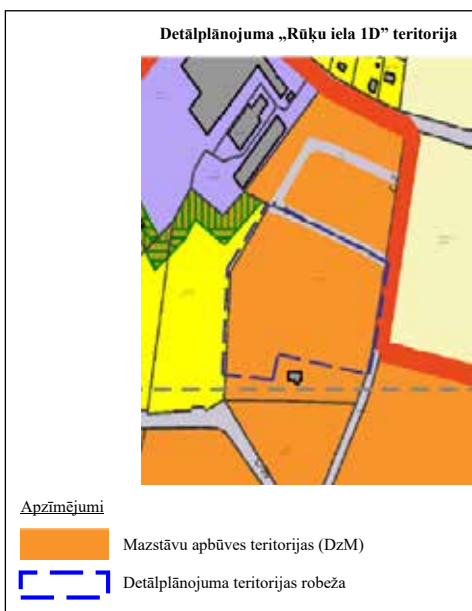 Detālplānojuma „Rūķu iela 1D” teritorija
Apzīmējumi
Mazstāvu apbūves teritorijas (DzM)
Detālplānojuma teritorijas robeža